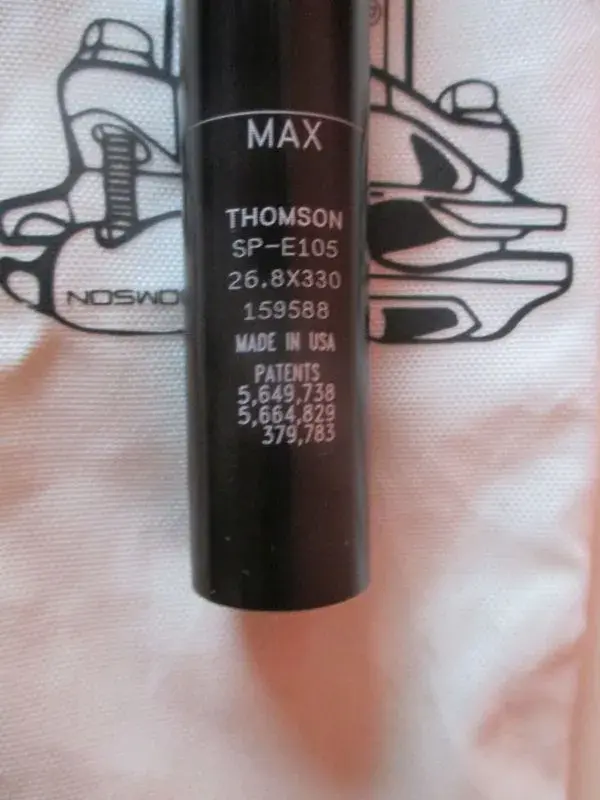 MAX
THOMSON
SP-E105
26.8X330
159588
MADE IN USA
PATENTS
5,649,738
5,664,829
379,783
THOMSON